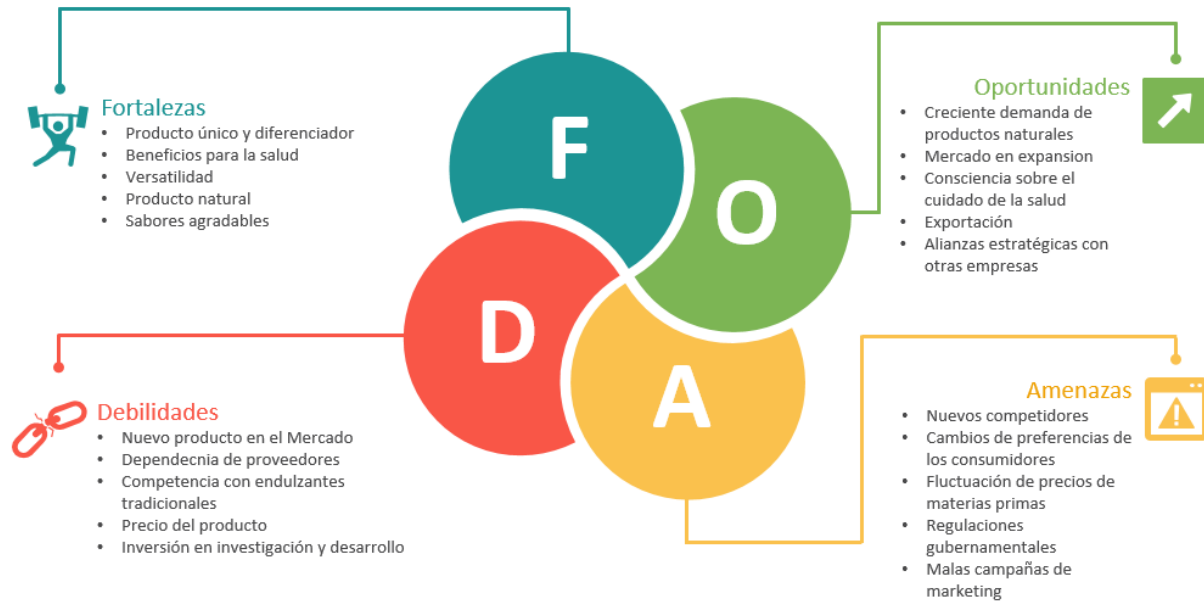 Fortalezas
• Producto único y diferenciador
• Beneficios para la salud
• Versatilidad
• Producto natural
• Sabores agradables
F
O
D
A
Oportunidades
• Creciente demanda de
productos naturales
• Mercado en expansion
• Consciencia sobre el
cuidado de la salud
• Exportación
• Alianzas estratégicas con
otras empresas
Debilidades
• Nuevo producto en el Mercado
• Dependecnia de proveedores
• Competencia con endulzantes
tradicionales
• Precio del producto
• Inversión en investigación y desarrollo
Amenazas
• Nuevos competidores
• Cambios de preferencias de
los consumidores
• Fluctuación de precios de
materias primas
• Regulaciones
gubernamentales
• Malas campañas de
marketing